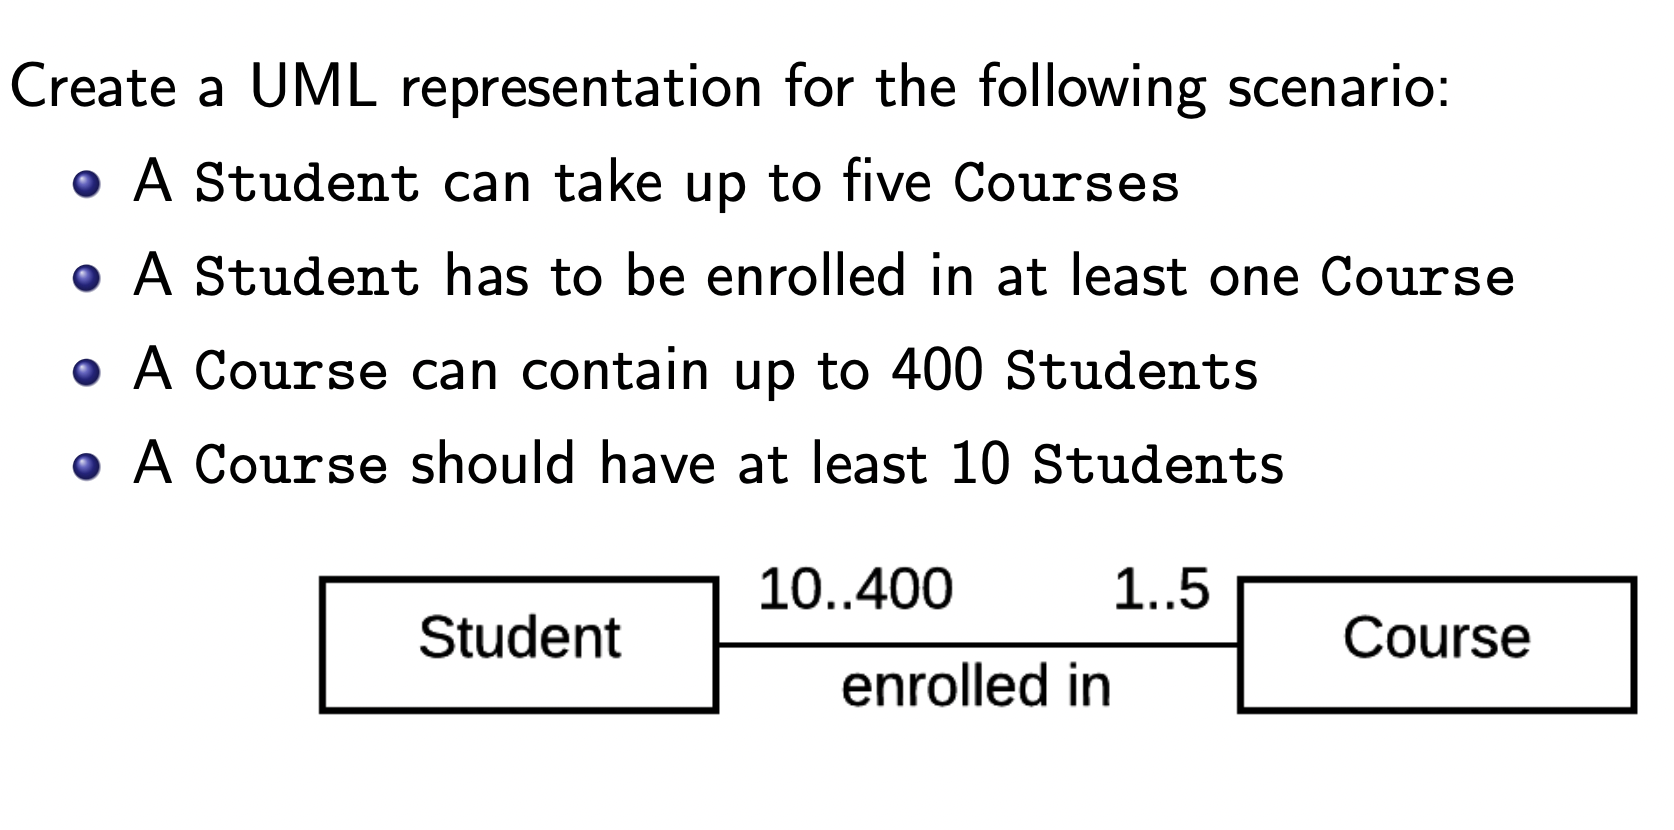 Create a UML representation for the following scenario:
A Student can take up to five Courses
A Student has to be enrolled in at least one Course
A Course can contain up to 400 Students
A Course should have at least 10 Students
10..400 1..5
Student Course
enrolled in